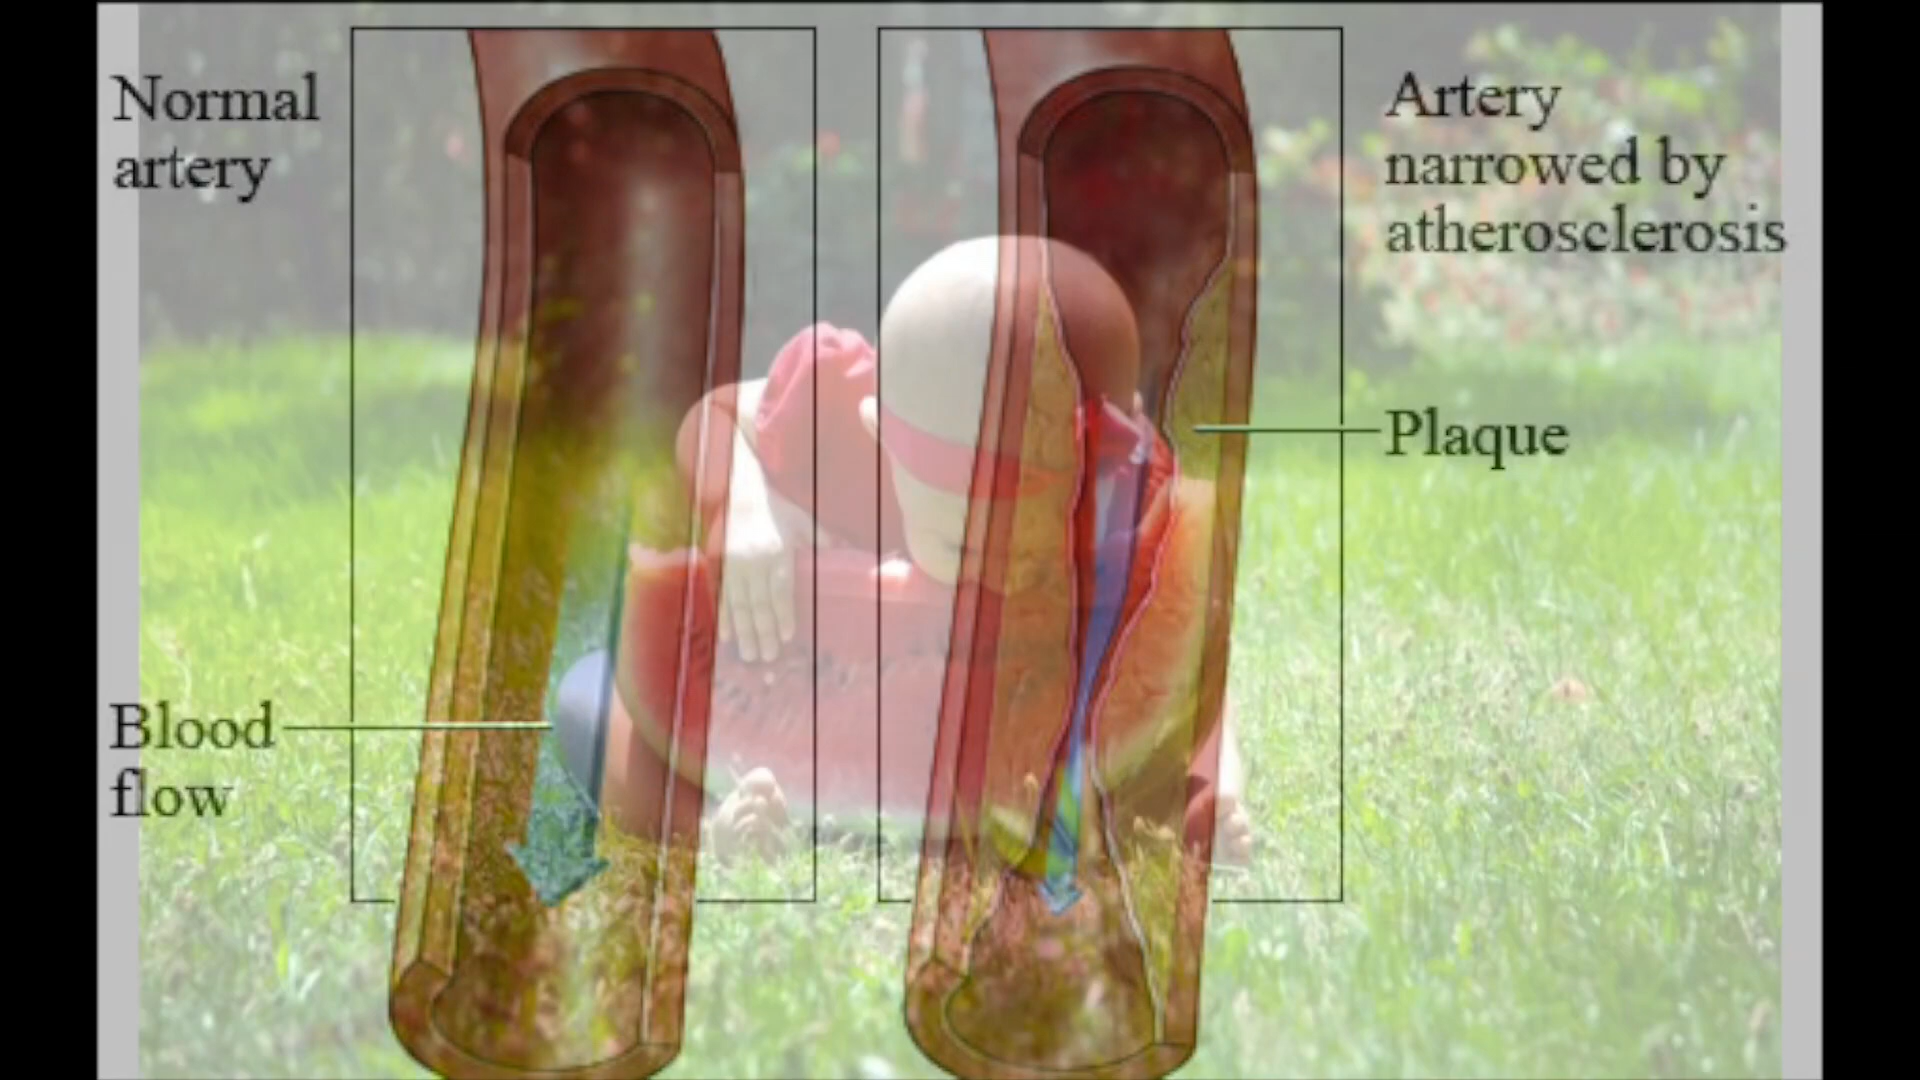 Normal
artery
Artery
narrowed by
atherosclerosis
Plaque
Blood
flow